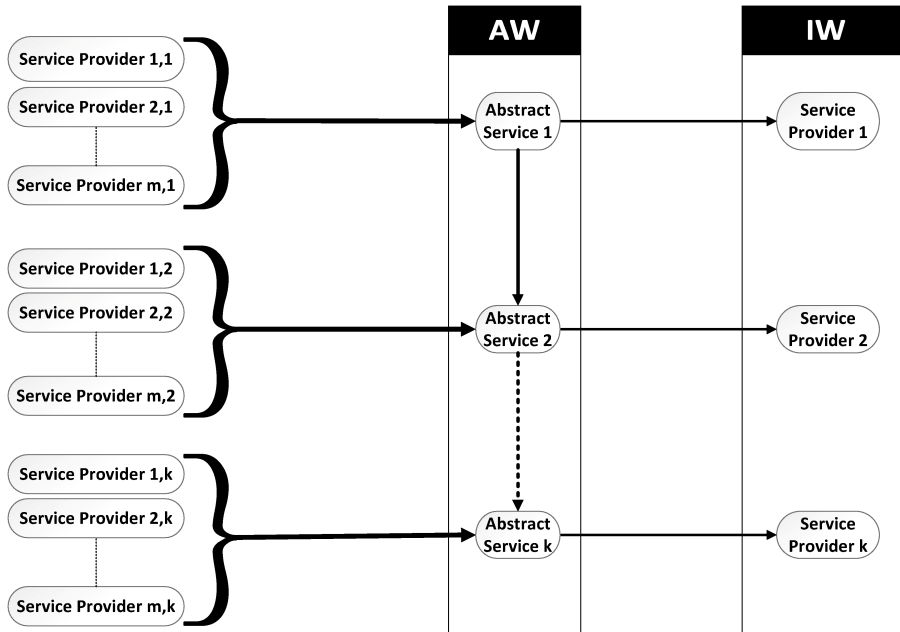 AW
IW
Service Provider 1,1
Service Provider 2,1
Service Provider m,1
Abstract
Service 1
Service
Provider 1
Service Provider 1,2
Service Provider 2,2
Service Provider m,2
Abstract
Service 2
Service
Provider 2
Service Provider 1,k
Service Provider 2,k
Service Provider m,k
Abstract
Service k
Service
Provider k